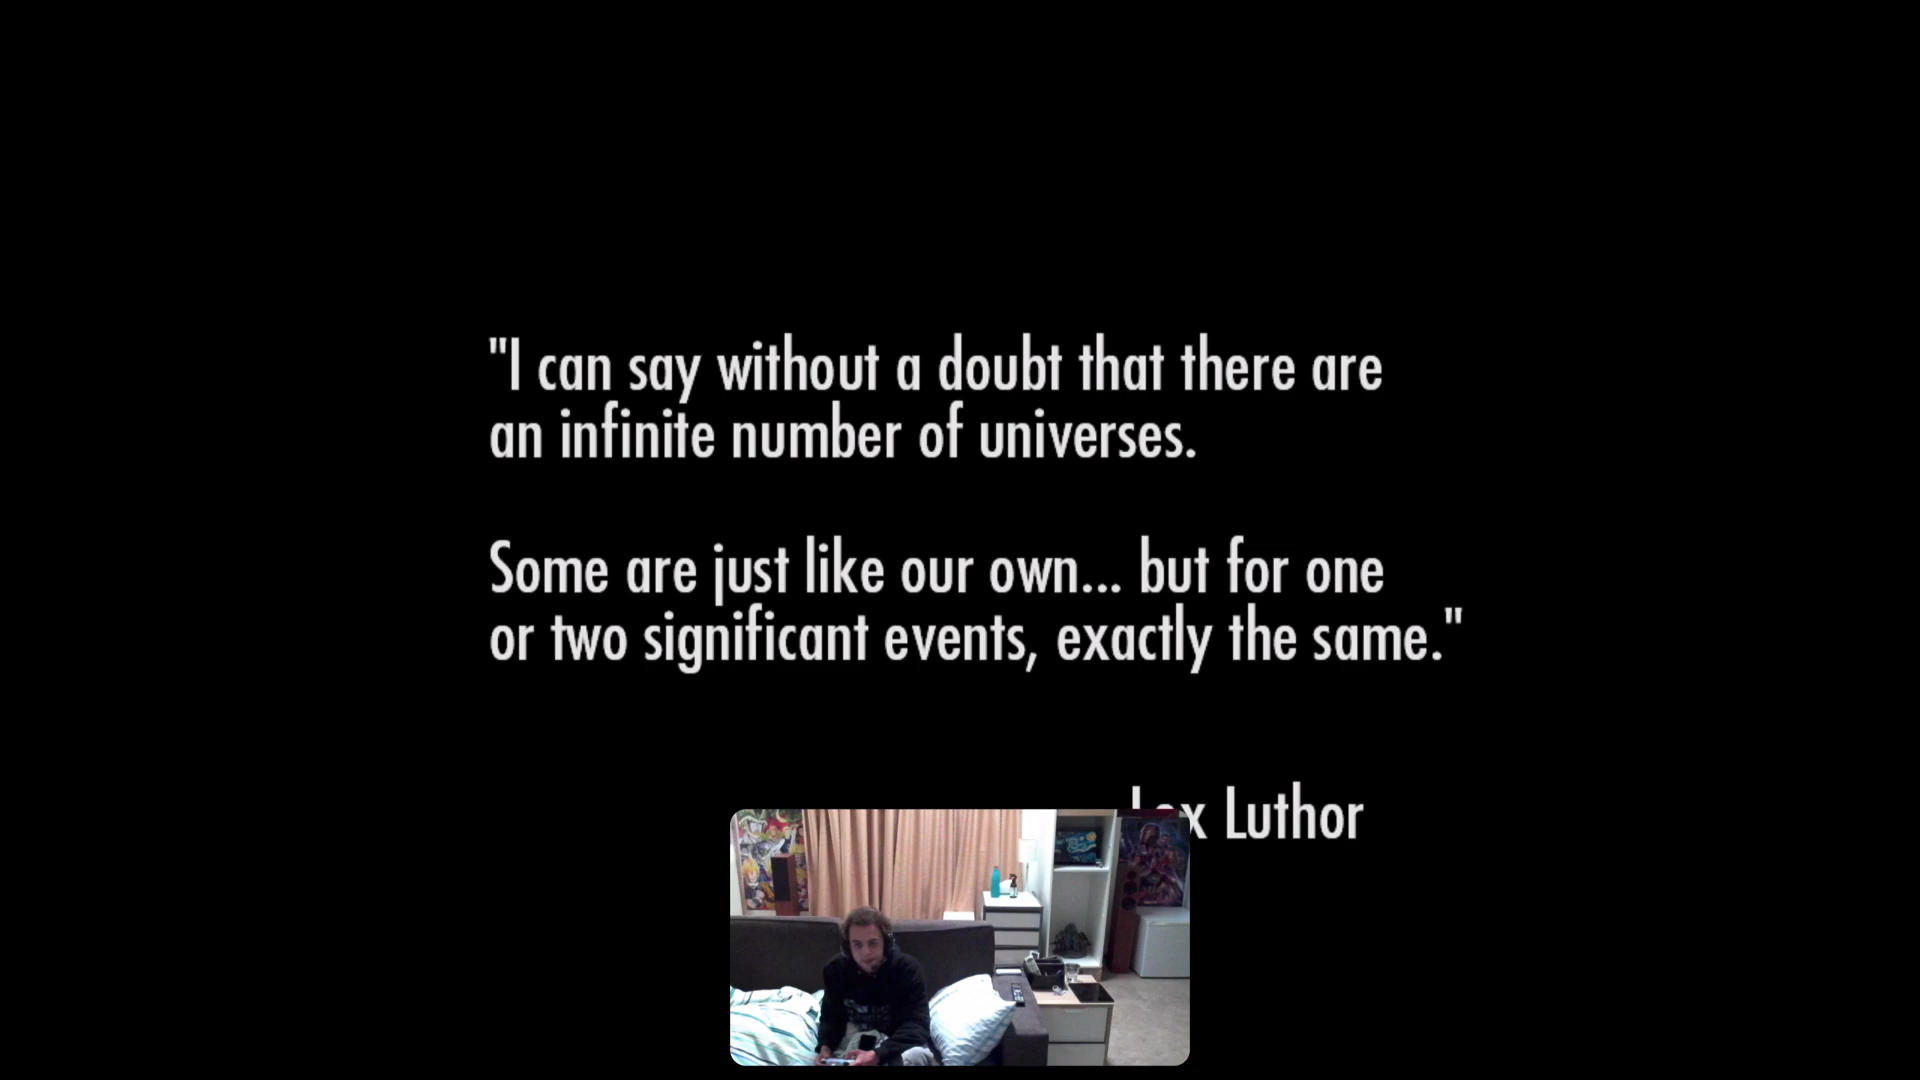 "I can say without a doubt that there are
an infinite number of universes.
Some are just like our own... but for one
or two significant events, exactly the same."
Lex Luthor